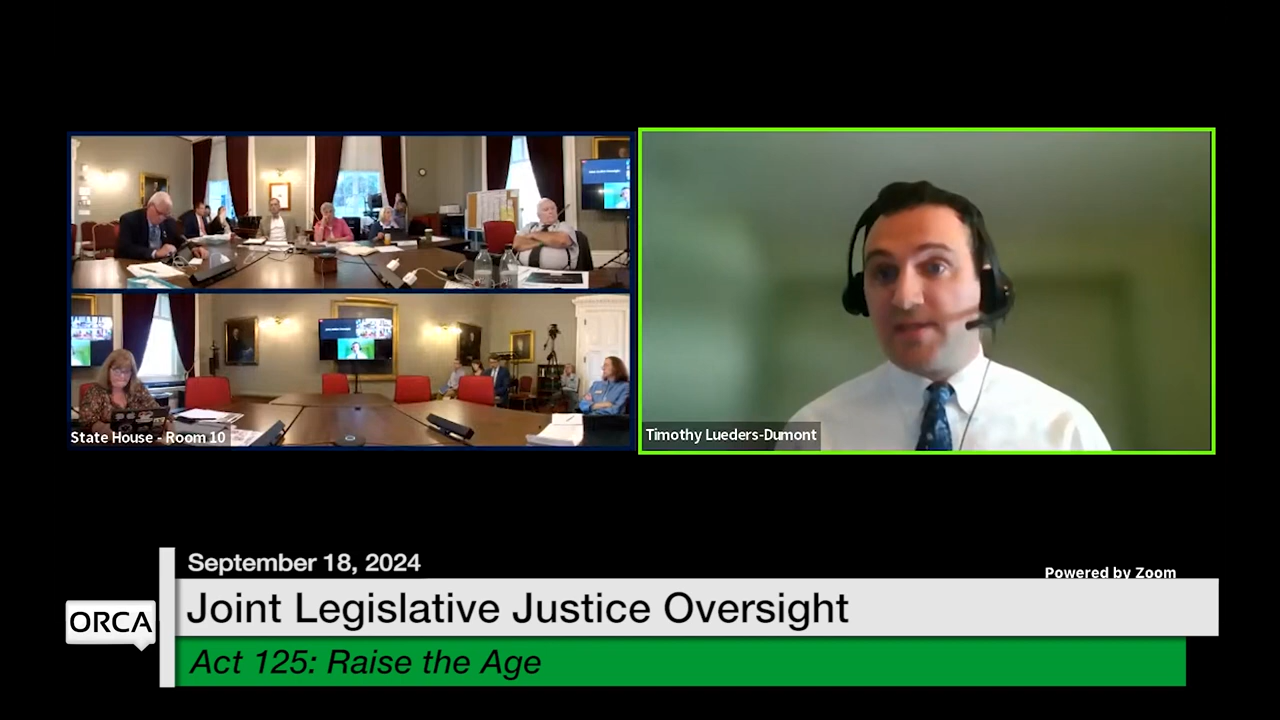 State House - Room 10
Timothy Lueders-Dumont
September 18, 2024
Powered by Zoom
Joint Legislative Justice Oversight
ORCA
Act 125: Raise the Age